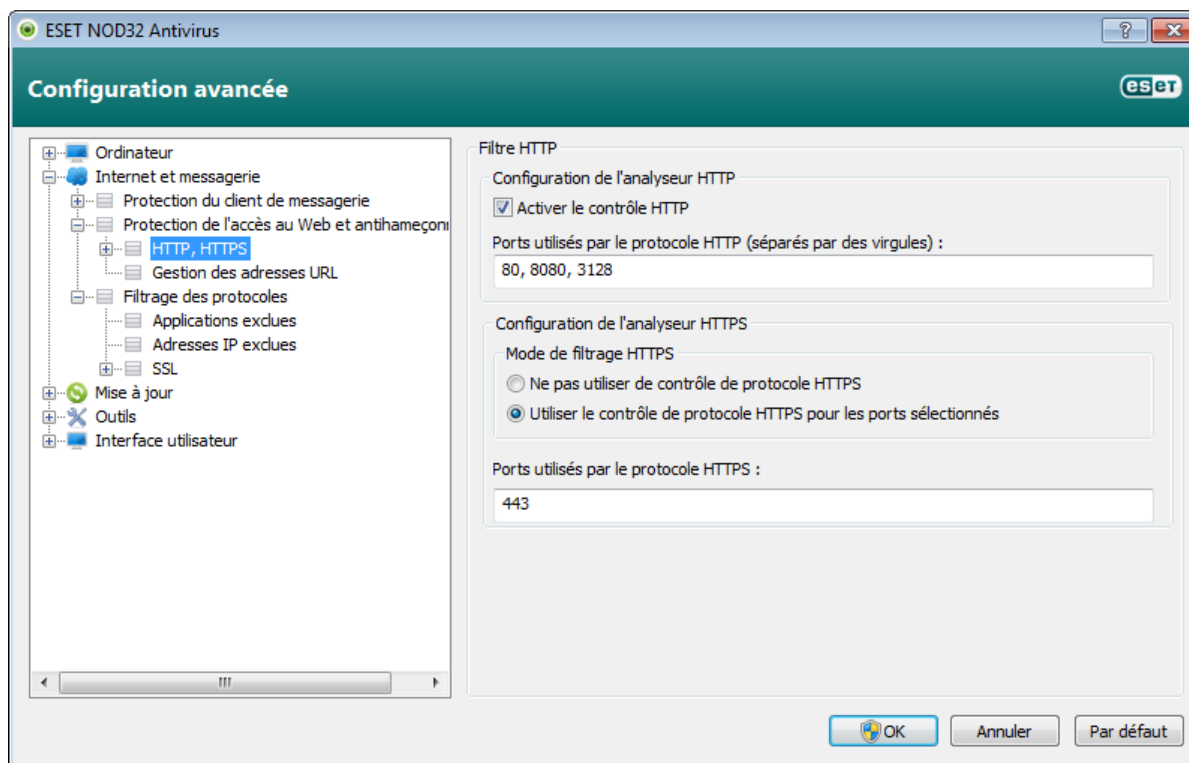 ESET NOD32 Antivirus
Configuration avancée
eset
Ordinateur
Internet et messagerie
Protection du client de messagerie
Protection de l'accès au Web et antihameçonn
HTTP, HTTPS
Gestion des adresses URL
Filtrage des protocoles
Applications exclues
Adresses IP exclues
SSL
Mise à jour
Outils
Interface utilisateur
Filtre HTTP
Configuration de l'analyseur HTTP
Activer le contrôle HTTP
Ports utilisés par le protocole HTTP (séparés par des virgules) :
80, 8080, 3128
Configuration de l'analyseur HTTPS
Mode de filtrage HTTPS
Ne pas utiliser de contrôle de protocole HTTPS
Utiliser le contrôle de protocole HTTPS pour les ports sélectionnés
Ports utilisés par le protocole HTTPS :
443
OK
Annuler
Par défaut